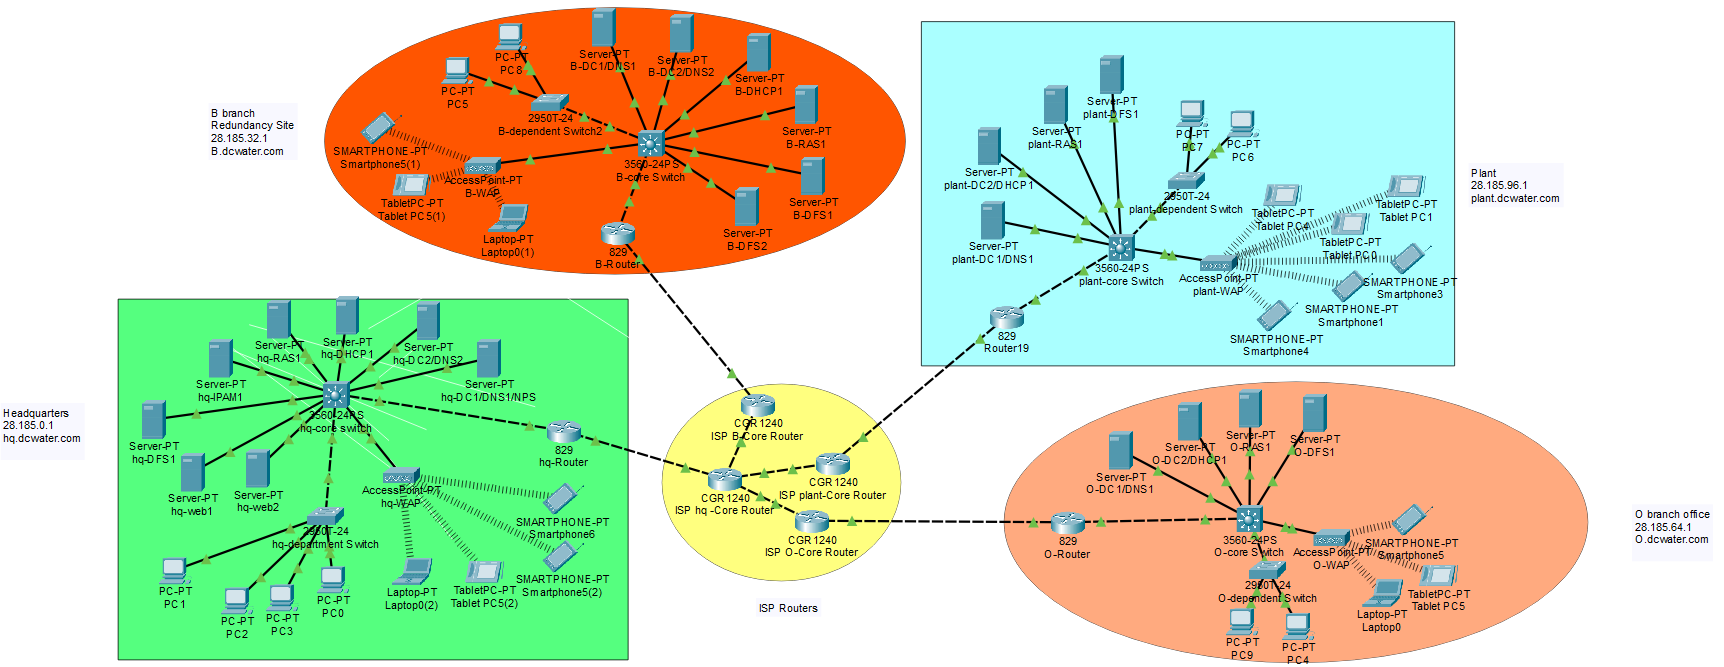 B branch
Redundancy Site
28.185.32.1
B.dcwater.com
PC-PT
PC8
PC-PT
PC5
Server-PT
B-DC1/DNS1
Server-PT
B-DC2/DNS2
Server-PT
B-DHCP1
Server-PT
B-RAS1
Server-PT
B-DFS1
Server-PT
B-DFS2
2950T-24
B-dependent Switch2
3560-24PS
B-core Switch
SMARTPHONE-PT
Smartphone5(1)
AccessPoint-PT
B-WAP
TabletPC-PT
Tablet PC5(1)
Laptop-PT
Laptop0(1)
829
B-Router
Server-PT
plant-DFS1
Server-PT
plant-RAS1
Server-PT
plant-DC2/DHCP1
Server-PT
plant-DC1/DNS1
PC-PT
PC7
PC-PT
PC6
2950T-24
plant-dependent Switch
3560-24PS
plant-core Switch
AccessPoint-PT
plant-WAP
TabletPC-PT
Tablet PC4
TabletPC-PT
Tablet PC1
TabletPC-PT
Tablet PC0
SMARTPHONE-PT
Smartphone3
SMARTPHONE-PT
Smartphone1
SMARTPHONE-PT
Smartphone4
829
Router19
Plant
28.185.96.1
plant.dcwater.com
Headquarters
28.185.0.1
hq.dcwater.com
Server-PT
hq-RAS1
Server-PT
hq-DHCP1
Server-PT
hq-DC2/DNS2
Server-PT
hq-DC1/DNS1/NPS
Server-PT
hq-IPAM1
Server-PT
hq-DFS1
Server-PT
hq-web1
Server-PT
hq-web2
3560-24PS
hq-core switch
829
hq-Router
AccessPoint-PT
hq-WAP
2950T-24
hq-department Switch
PC-PT
PC1
PC-PT
PC2
PC-PT
PC3
PC-PT
PC0
Laptop-PT
Laptop0(2)
TabletPC-PT
Tablet PC5(2)
SMARTPHONE-PT
Smartphone6
SMARTPHONE-PT
Smartphone5(2)
CGR1240
ISP B-Core Router
CGR1240
ISP plant-Core Router
CGR1240
ISP hq -Core Router
CGR1240
ISP O-Core Router
ISP Routers
829
O-Router
Server-PT
O-DC1/DNS1
Server-PT
O-DC2/DHCP1
Server-PT
O-RAS1
Server-PT
O-DFS1
3560-24PS
O-core Switch
AccessPoint-PT
O-WAP
SMARTPHONE-PT
Smartphone5
TabletPC-PT
Tablet PC5
Laptop-PT
Laptop0
2950T-24
O-dependent Switch
PC-PT
PC9
PC-PT
PC4
O branch office
28.185.64.1
O.dcwater.com